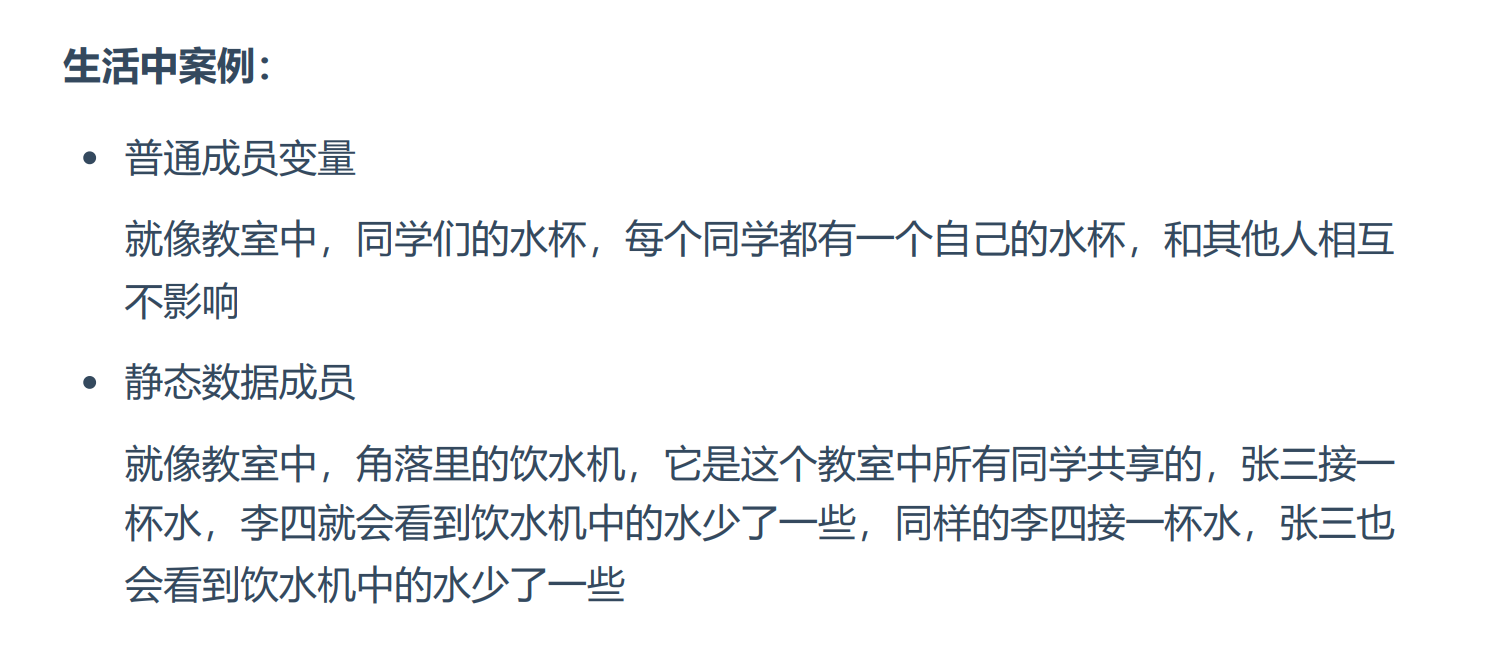 生活中案例：
普通成员变量
就像教室中，同学们的水杯，每个同学都有一个自己的水杯，和其他人相互
不影响
静态数据成员
就像教室中，角落里的饮水机，它是这个教室中所有同学共享的，张三接一
杯水，李四就会看到饮水机中的水少了一些，同样的李四接一杯水，张三也
会看到饮水机中的水少了一些